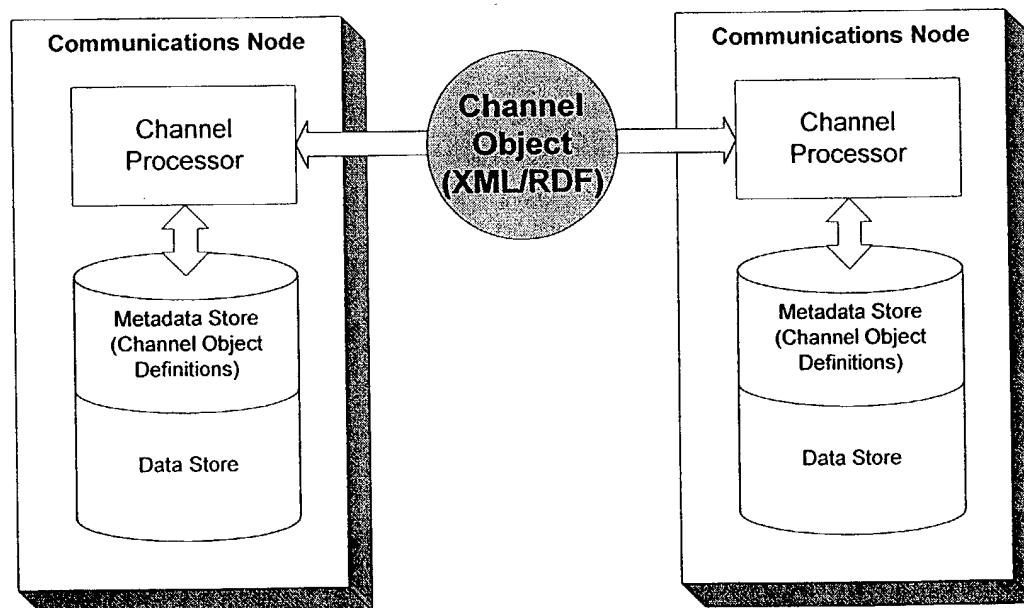 Communications Node
Channel
Processor
Metadata Store
(Channel Object
Definitions)
Data Store
Channel
Object
(XML/RDF)
Communications Node
Channel
Processor
Metadata Store
(Channel Object
Definitions)
Data Store